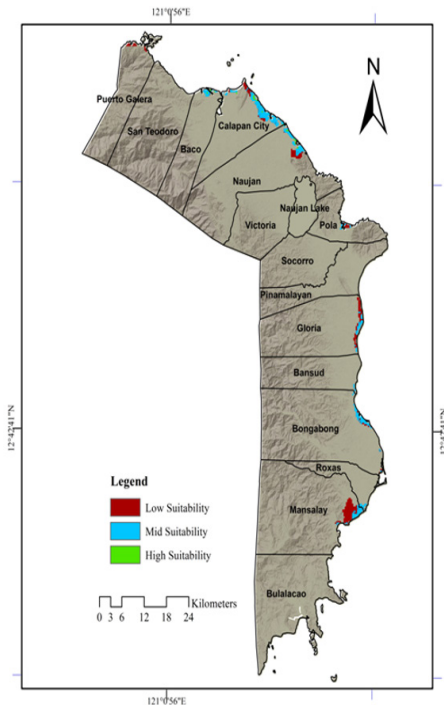 121°0'56"E
N
Puerto Galera
San Teodoro
Baco
Calapan City
Naujan
Naujan Lake
Victoria
Pola
Socorro
Pinamalayan
Gloria
Bansud
12°42'41"N
Bongabong
Roxas
Mansalay
Bulalacao
Legend
Low Suitability
Mid Suitability
High Suitability
Kilometers
0 3 6 12 18 24
121°0'56"E